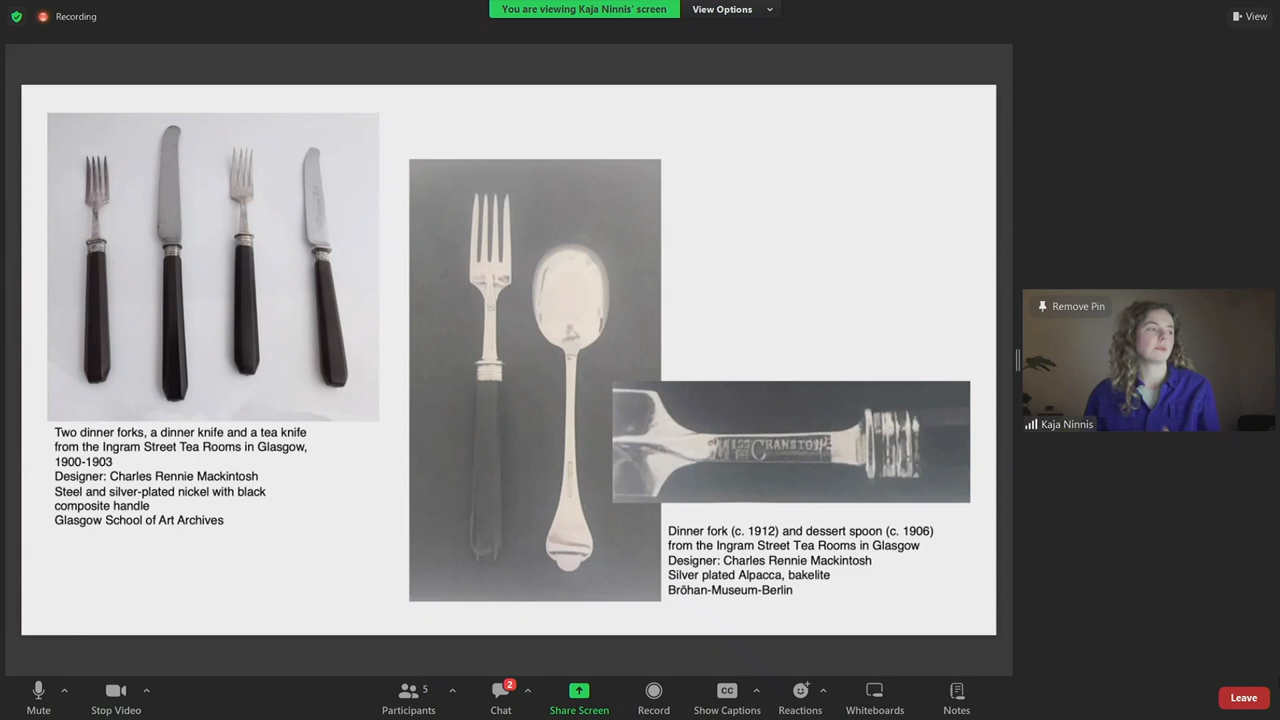 Recording
You are viewing Kaja Ninnis' screen
View Options
View
Remove Pin
Kaja Ninnis
Two dinner forks, a dinner knife and a tea knife
from the Ingram Street Tea Rooms in Glasgow,
1900-1903
Designer: Charles Rennie Mackintosh
Steel and silver-plated nickel with black
composite handle
Glasgow School of Art Archives
MISS CRANSTON
Dinner fork (c. 1912) and dessert spoon (c. 1906)
from the Ingram Street Tea Rooms in Glasgow
Designer: Charles Rennie Mackintosh
Silver plated Alpacca, bakelite
Bröhan-Museum-Berlin
Mute
Stop Video
Participants
5
Chat
2
Share Screen
Record
CC
Show Captions
Reactions
Whiteboards
Notes
Leave